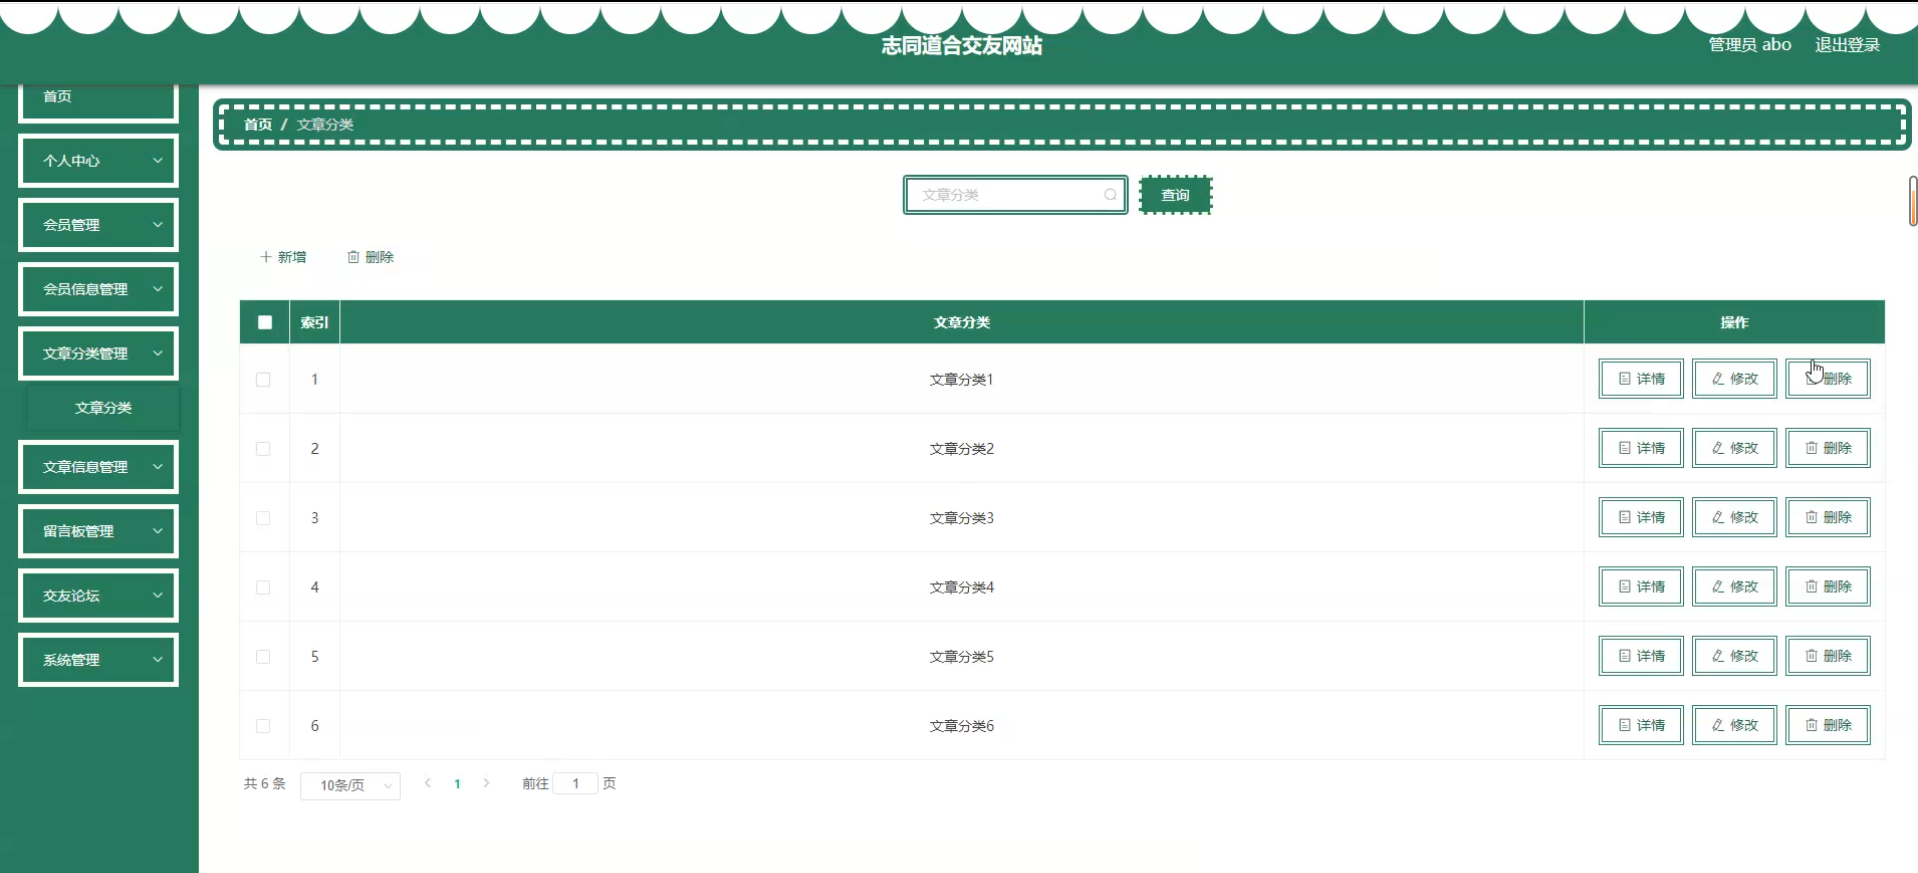 志同道合交友网站
管理员 abo 退出登录
首页
个人中心
会员管理
会员信息管理
文章分类管理
文章分类
文章信息管理
留言板管理
交友论坛
系统管理
首页 / 文章分类
文章分类 查询
新增 删除
索引 文章分类 操作
1 文章分类1 详情 修改 删除
2 文章分类2 详情 修改 删除
3 文章分类3 详情 修改 删除
4 文章分类4 详情 修改 删除
5 文章分类5 详情 修改 删除
6 文章分类6 详情 修改 删除
共 6 条 10条/页 1 前往 1 页